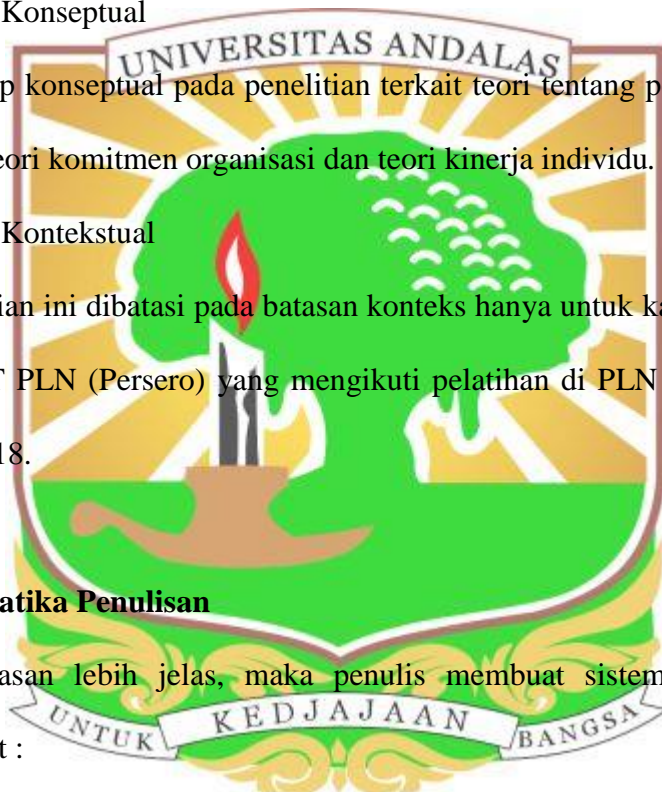 Konseptual
UNIVERSITAS ANDALAS
p konseptual pada penelitian terkait teori tentang p
eori komitmen organisasi dan teori kinerja individu.
Kontekstual
ian ini dibatasi pada batasan konteks hanya untuk ka
T PLN (Persero) yang mengikuti pelatihan di PLN
18.
atika Penulisan
asan lebih jelas, maka penulis membuat sistem
t :
UNTUK KEDJAJAAN BANGSA